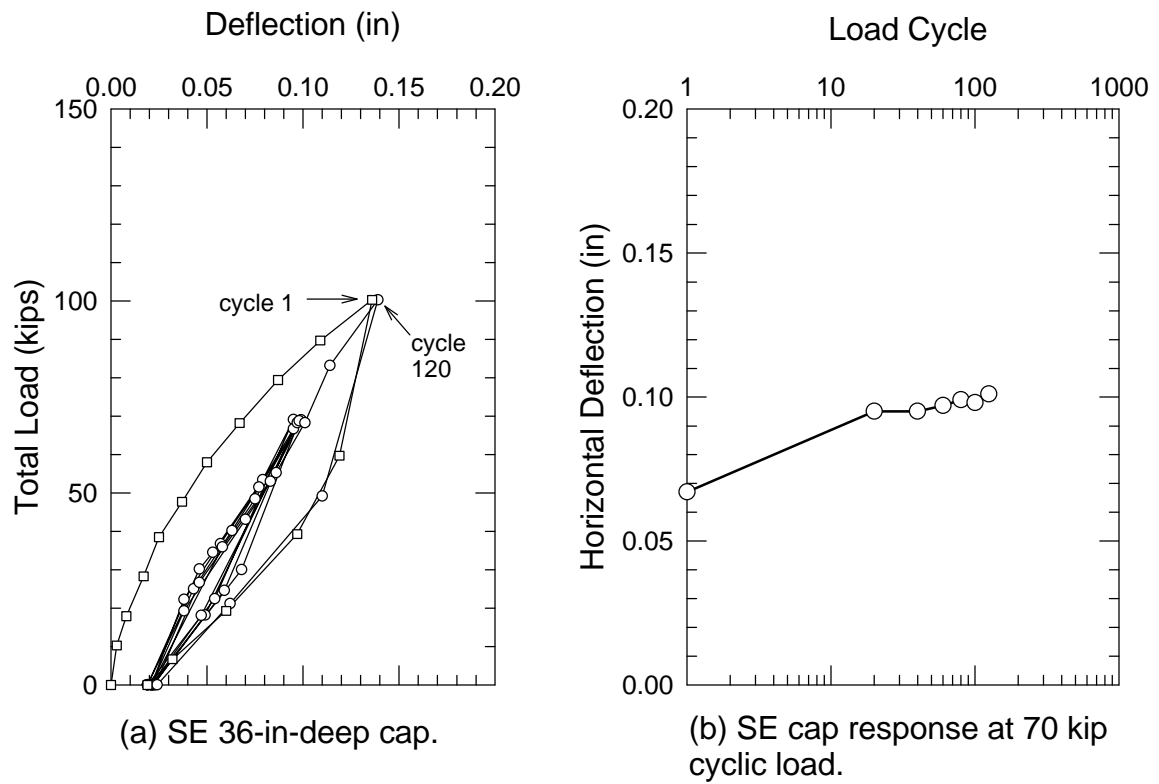 Deflection (in)
0.00 0.05 0.10 0.15 0.20
150
100
50
0
Total Load (kips)
cycle 1
cycle
120
(a) SE 36-in-deep cap.
Load Cycle
1 10 100 1000
0.20
0.15
0.10
0.05
0.00
Horizontal Deflection (in)
(b) SE cap response at 70 kip
cyclic load.